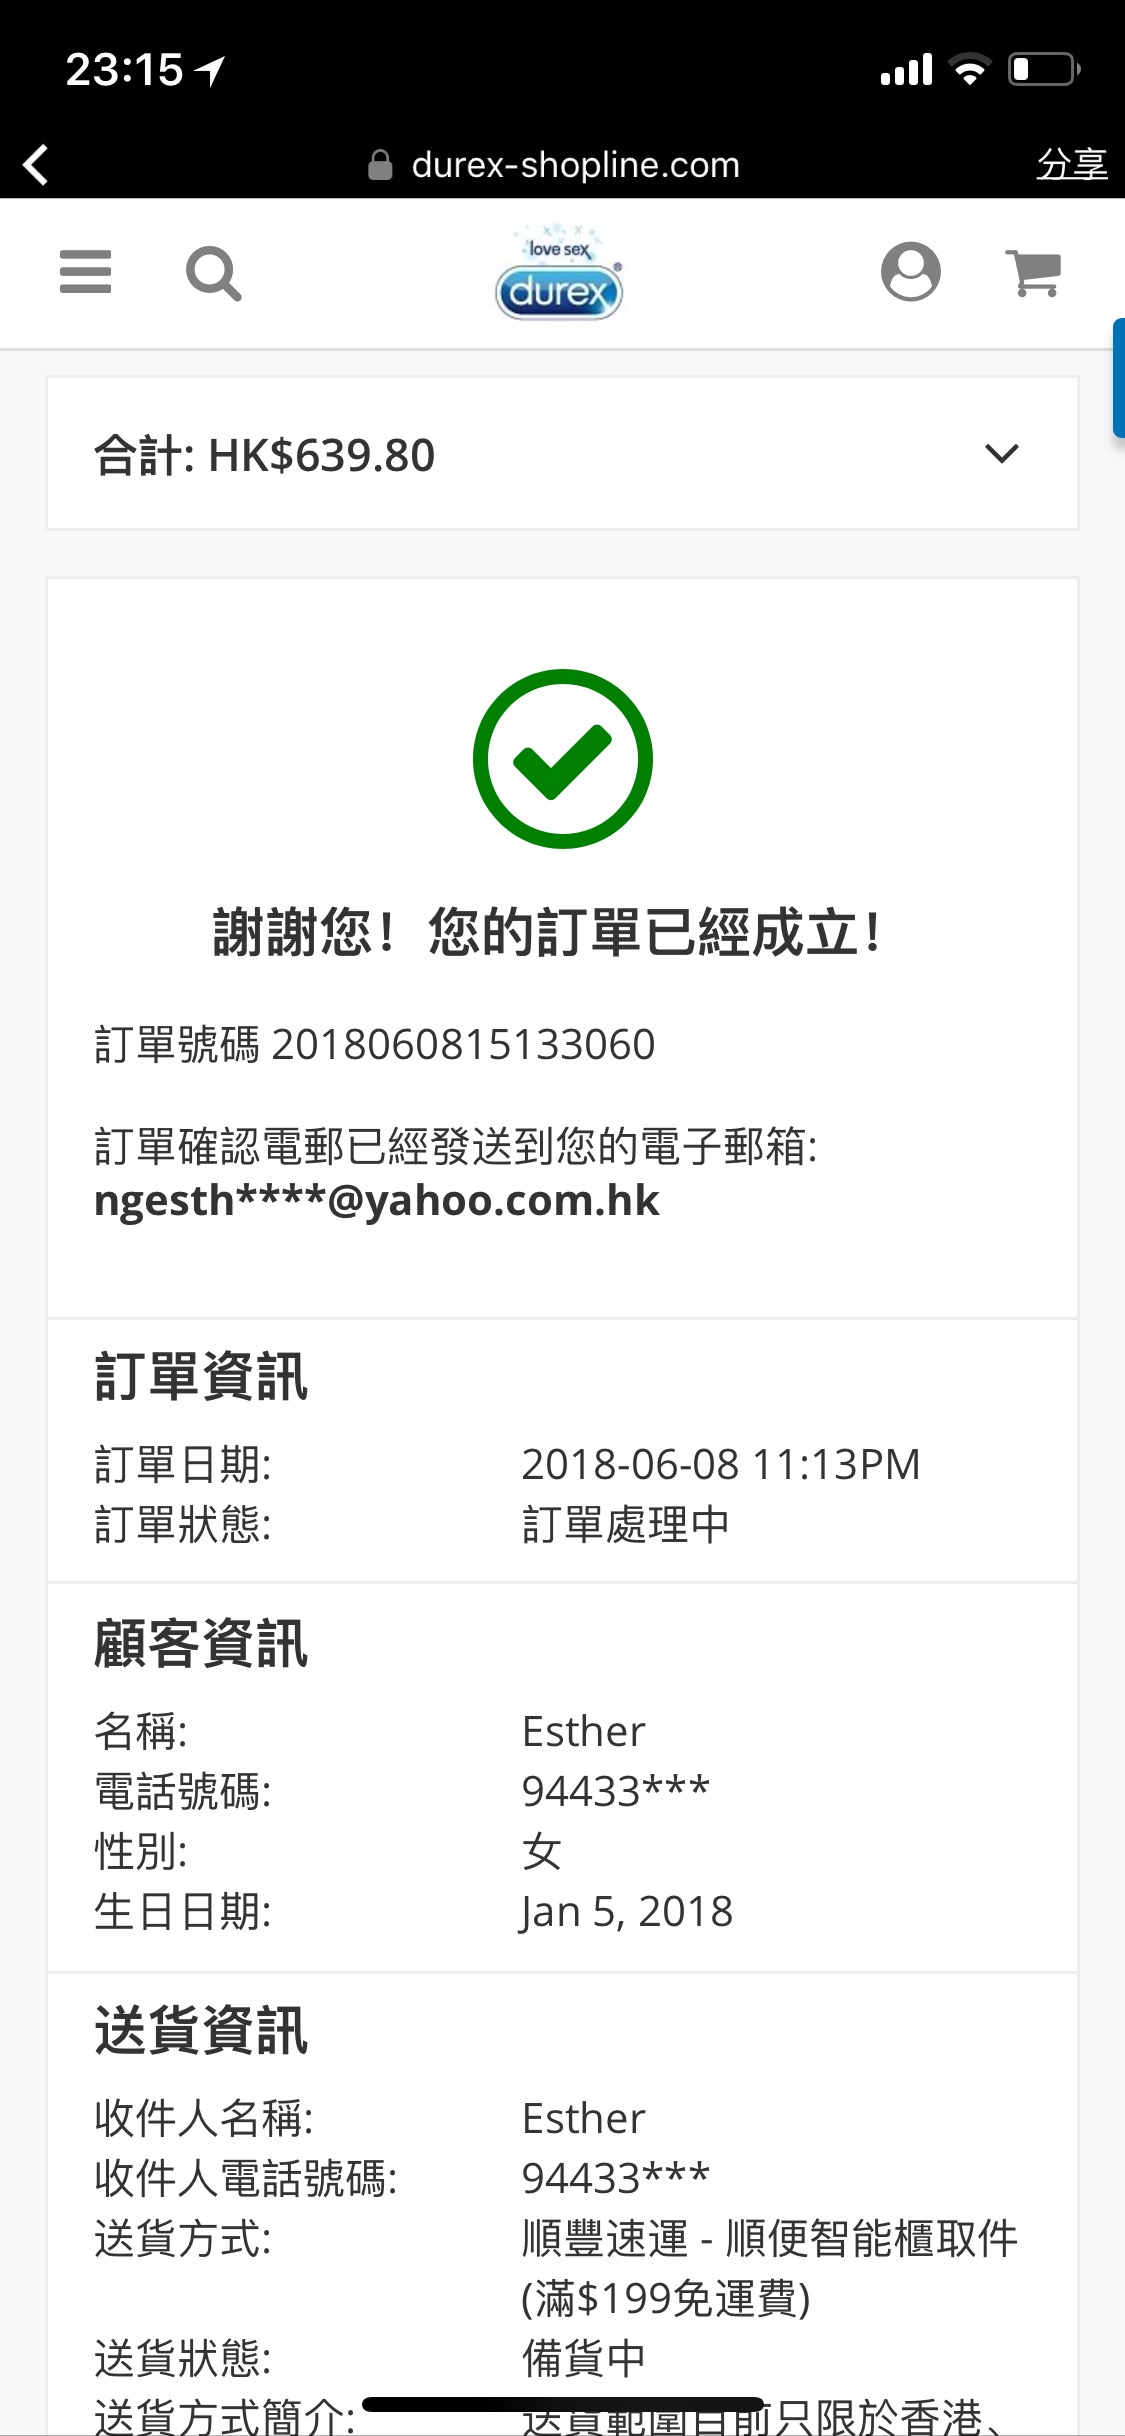 23:15
durex-shopline.com
分享
love sex
durex®
合計: HK$639.80
謝謝您！您的訂單已經成立！
訂單號碼 2018060815133060
訂單確認電郵已經發送到您的電子郵箱:
ngesth****@yahoo.com.hk
訂單資訊
訂單日期: 2018-06-08 11:13PM
訂單狀態: 訂單處理中
顧客資訊
名稱: Esther
電話號碼: 94433***
性別: 女
生日日期: Jan 5, 2018
送貨資訊
收件人名稱: Esther
收件人電話號碼: 94433***
送貨方式: 順豐速運 - 順便智能櫃取件
(滿$199免運費)
送貨狀態: 備貨中
送貨方式簡介: 送貨範圍目前只限於香港、